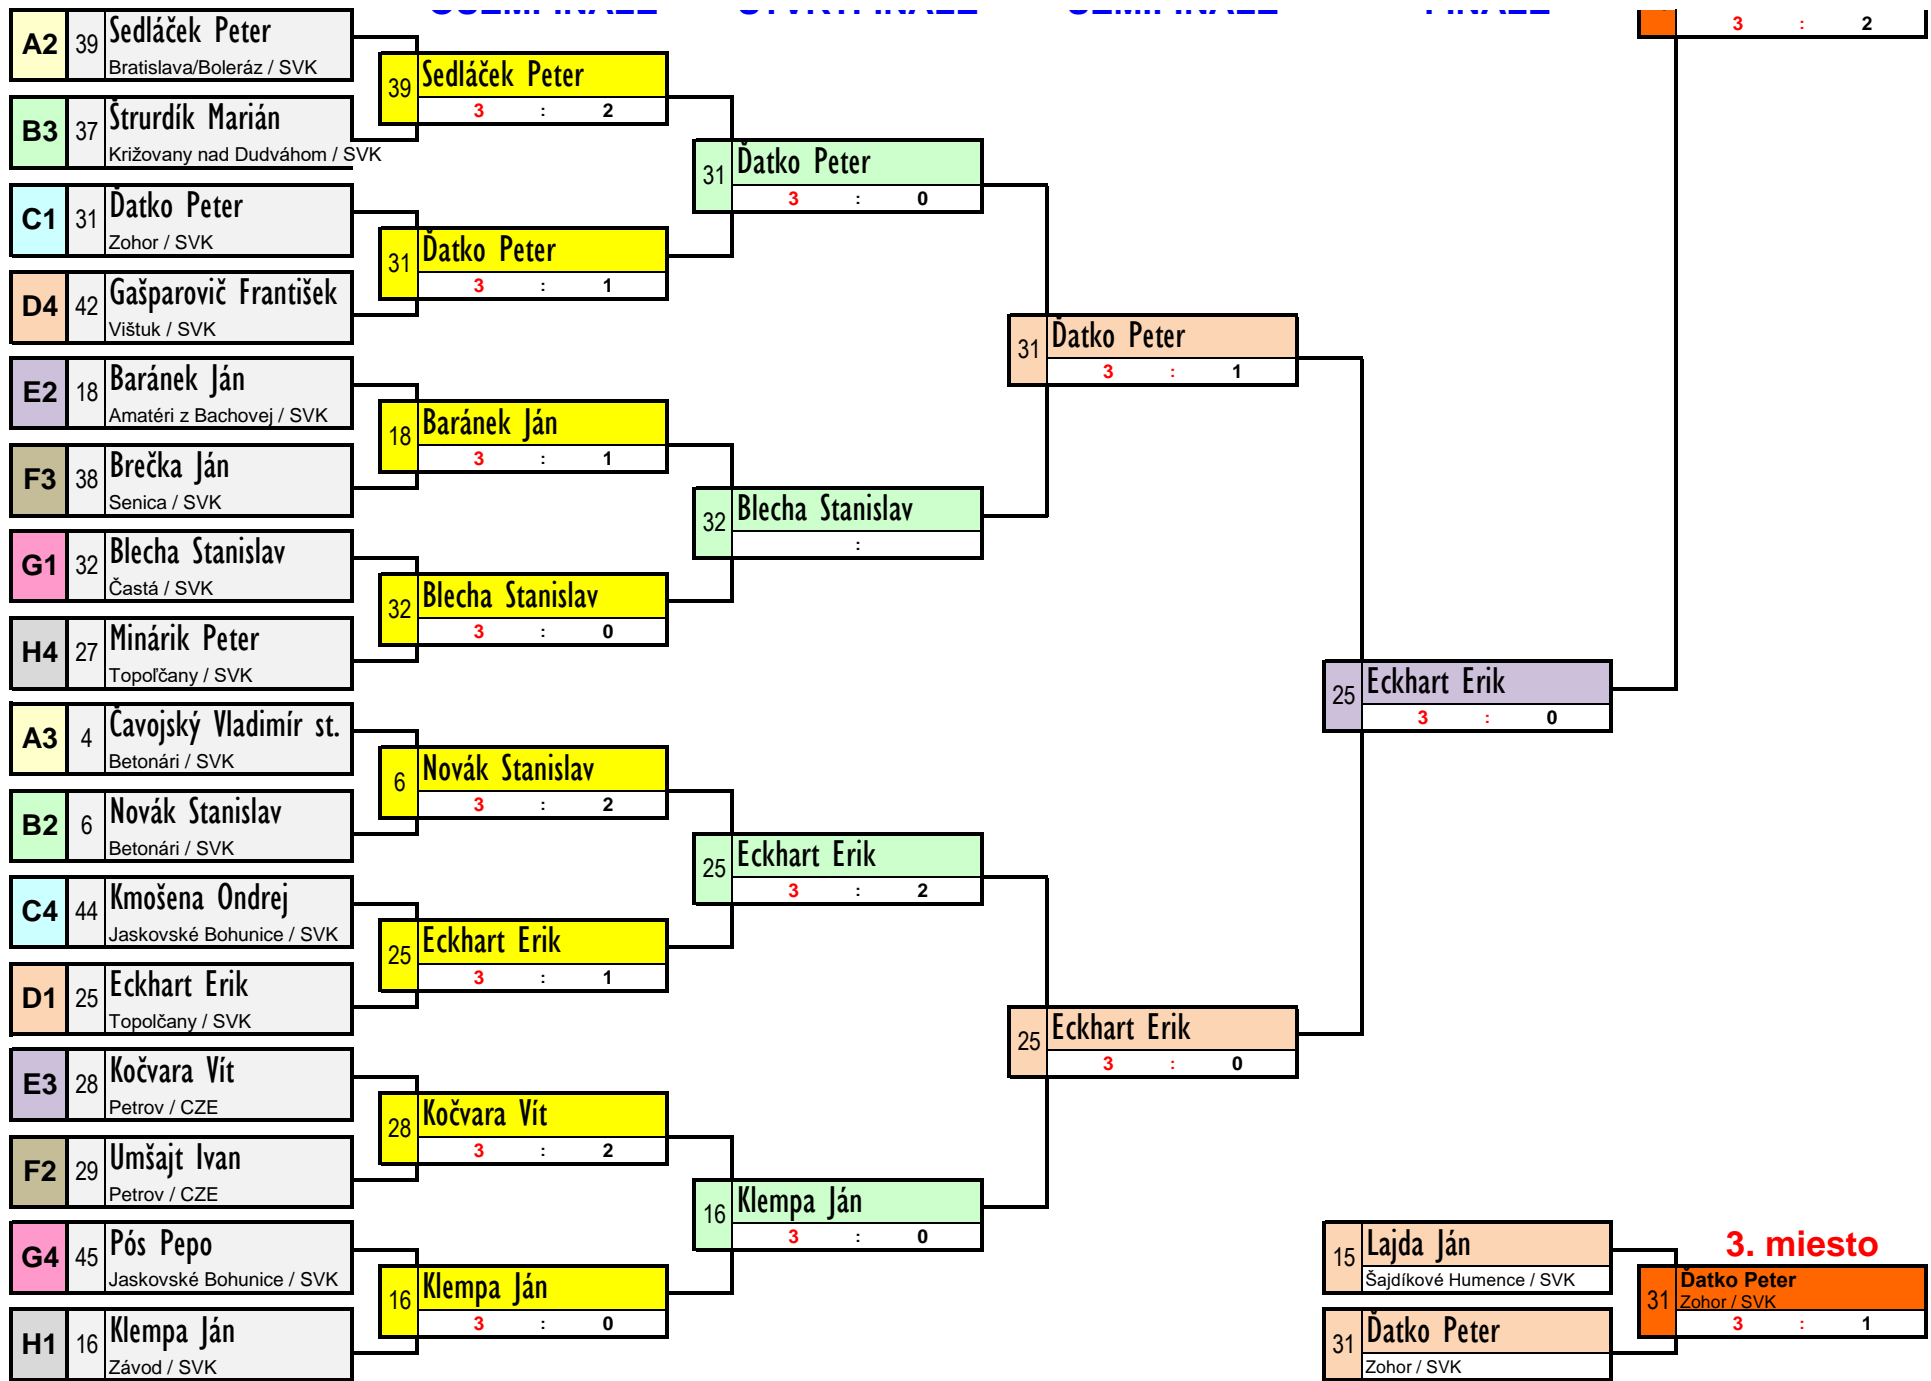 3 : 2
A2 39 Sedláček Peter
Bratislava/Boleráz / SVK
39 Sedláček Peter
3 : 2
B3 37 Štrurdík Marián
Križovany nad Dudváhom / SVK
31 Ďatko Peter
3 : 0
C1 31 Ďatko Peter
Zohor / SVK
31 Ďatko Peter
3 : 1
D4 42 Gašparovič František
Vištuk / SVK
31 Ďatko Peter
3 : 1
E2 18 Baránek Ján
Amatéri z Bachovej / SVK
18 Baránek Ján
3 : 1
F3 38 Brečka Ján
Senica / SVK
32 Blecha Stanislav
:
G1 32 Blecha Stanislav
Častá / SVK
32 Blecha Stanislav
3 : 0
H4 27 Minárik Peter
Topoľčany / SVK
25 Eckhart Erik
3 : 0
A3 4 Čavojský Vladimír st.
Betonári / SVK
6 Novák Stanislav
3 : 2
B2 6 Novák Stanislav
Betonári / SVK
25 Eckhart Erik
3 : 2
C4 44 Kmošena Ondrej
Jaskovské Bohunice / SVK
25 Eckhart Erik
3 : 1
D1 25 Eckhart Erik
Topolčany / SVK
25 Eckhart Erik
3 : 0
E3 28 Kočvara Vít
Petrov / CZE
28 Kočvara Vít
3 : 2
F2 29 Umšajt Ivan
Petrov / CZE
16 Klempa Ján
3 : 0
G4 45 Pós Pepo
Jaskovské Bohunice / SVK
16 Klempa Ján
3 : 0
H1 16 Klempa Ján
Závod / SVK
15 Lajda Ján
Šajdíkové Humence / SVK
3. miesto
31 Ďatko Peter
Zohor / SVK
3 : 1
31 Ďatko Peter
Zohor / SVK